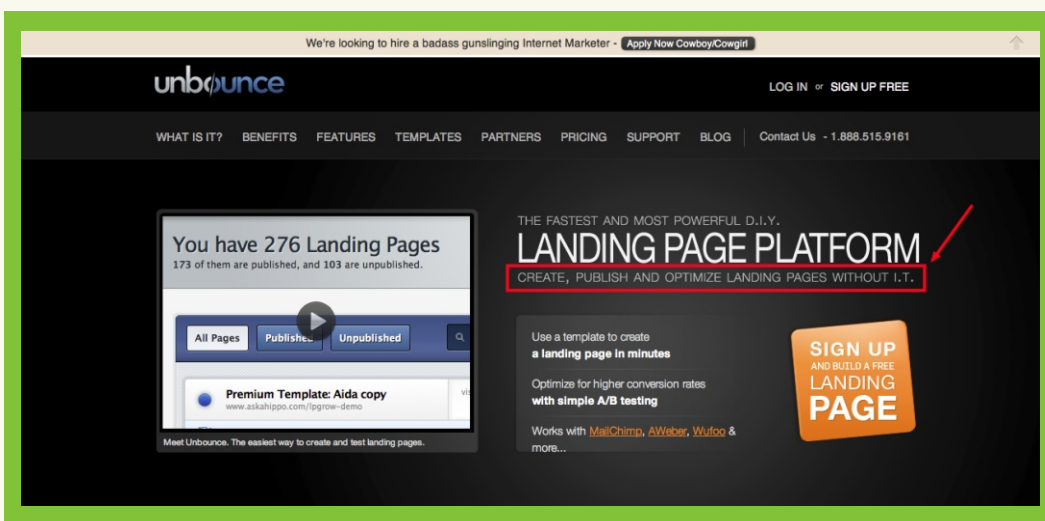 We're looking to hire a badass gunslinging Internet Marketer - Apply Now Cowboy/Cowgirl
unbounce
LOG IN or SIGN UP FREE
WHAT IS IT? BENEFITS FEATURES TEMPLATES PARTNERS PRICING SUPPORT BLOG Contact Us - 1.888.515.9161
You have 276 Landing Pages
173 of them are published, and 103 are unpublished.
All Pages Published Unpublished
Premium Template: Aida copy
www.askahippo.com/lpgrow-demo
Meet Unbounce. The easiest way to create and test landing pages.
THE FASTEST AND MOST POWERFUL D.I.Y.
LANDING PAGE PLATFORM
CREATE, PUBLISH AND OPTIMIZE LANDING PAGES WITHOUT I.T.
Use a template to create
a landing page in minutes
Optimize for higher conversion rates
with simple A/B testing
Works with MailChimp, AWeber, Wufoo &
more...
SIGN UP
AND BUILD A FREE
LANDING
PAGE